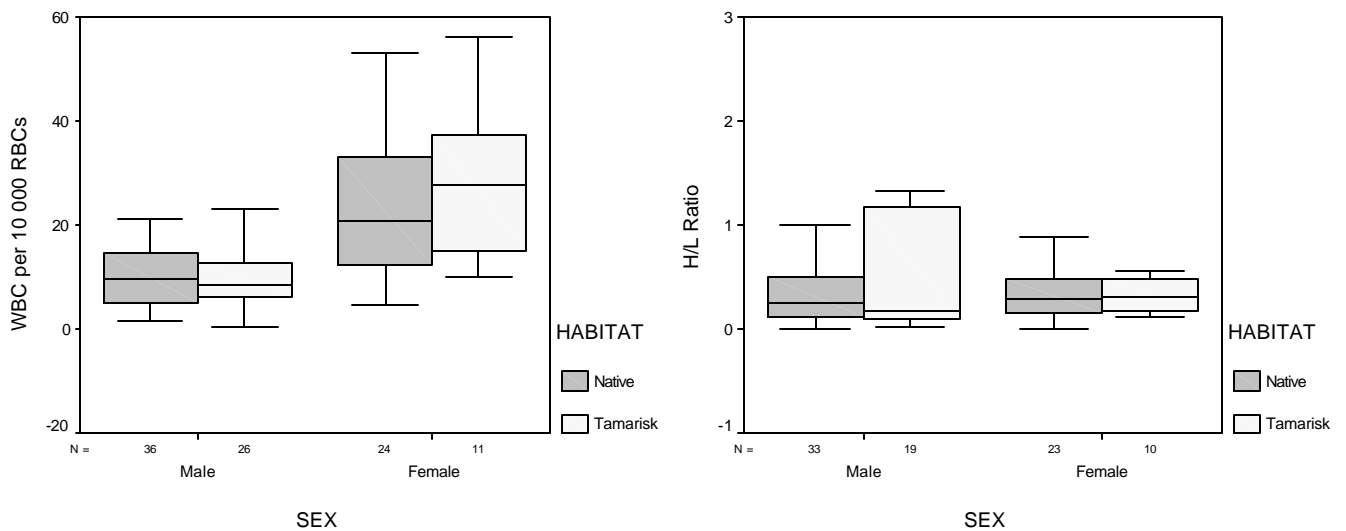 WBC per 10 000 RBCs
60
40
20
0
-20
N = 36 26 24 11
Male Female
SEX
HABITAT
Native
Tamarisk
H/L Ratio
3
2
1
0
-1
N = 33 19 23 10
Male Female
SEX
HABITAT
Native
Tamarisk